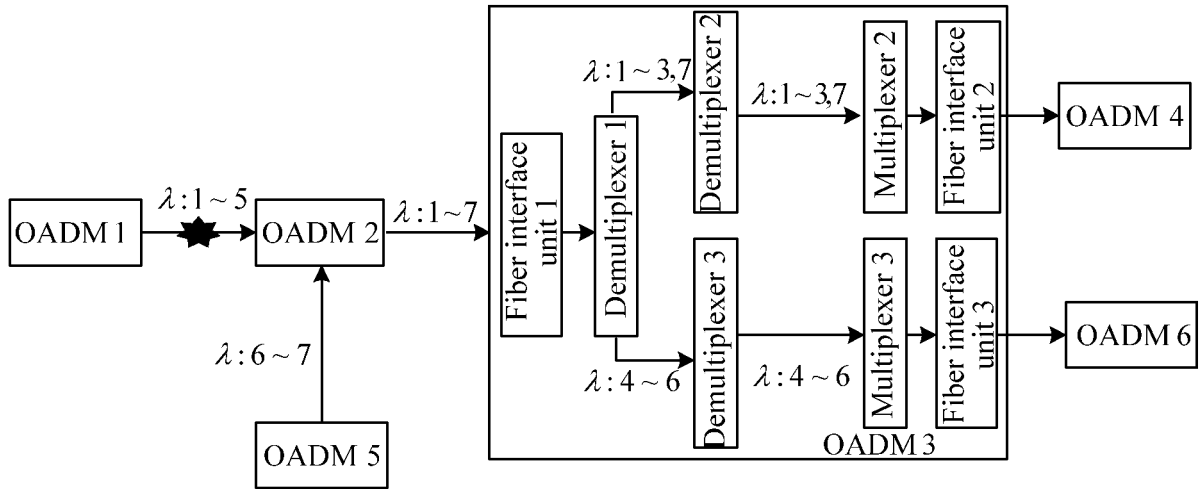 OADM 1
λ:1～5
OADM 2
λ:1～7
λ:6～7
OADM 5
Fiber interface
unit 1
Demultiplexer 1
λ:1～3,7
Demultiplexer 2
λ:1～3,7
Multiplexer 2
Fiber interface
unit 2
OADM 4
λ:4～6
Demultiplexer 3
λ:4～6
Multiplexer 3
Fiber interface
unit 3
OADM 6
OADM 3